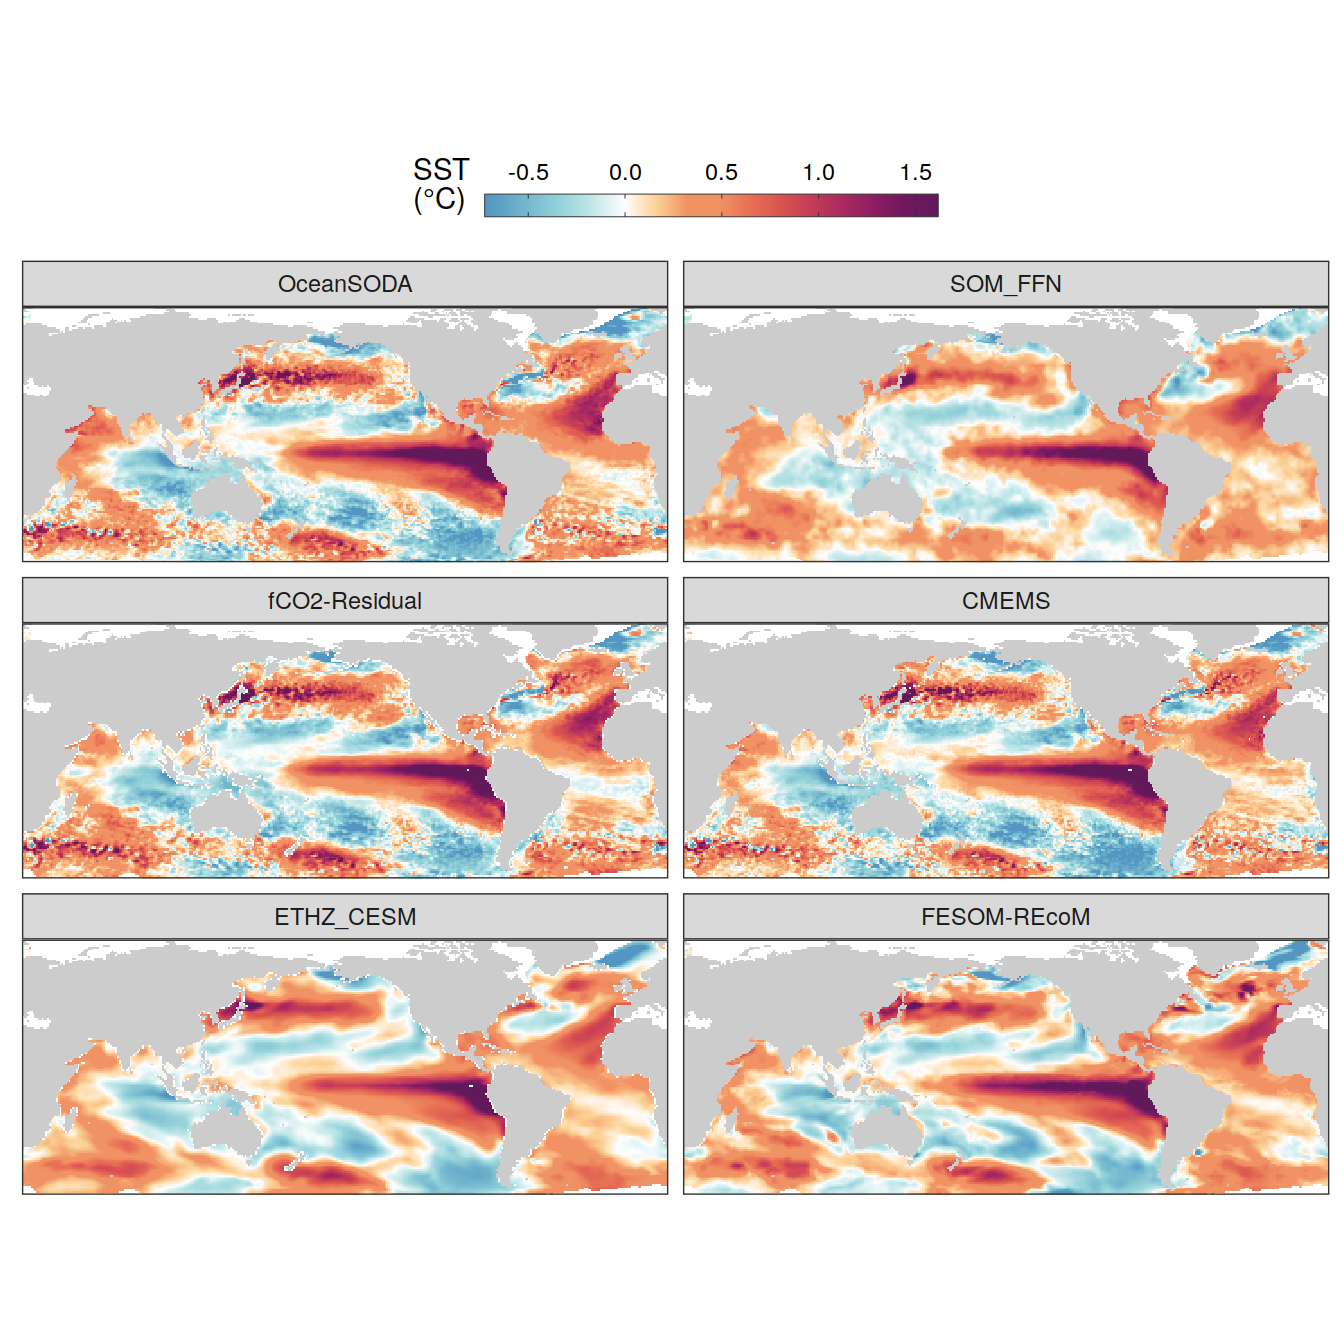 SST
(°C)
-0.5 0.0 0.5 1.0 1.5
OceanSODA
SOM_FFN
fCO2-Residual
CMEMS
ETHZ_CESM
FESOM-REcoM